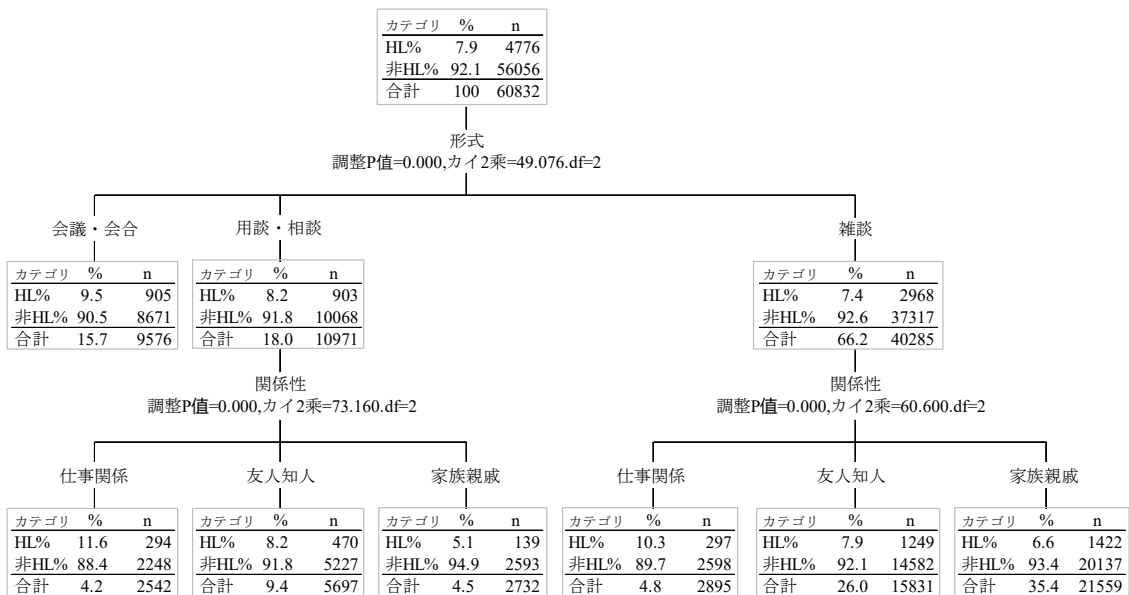 カテゴリ % n
HL% 7.9 4776
非HL% 92.1 56056
合計 100 60832
形式
調整P値=0.000,カイ2乗=49.076.df=2
会議・会合
カテゴリ % n
HL% 9.5 905
非HL% 90.5 8671
合計 15.7 9576
用談・相談
カテゴリ % n
HL% 8.2 903
非HL% 91.8 10068
合計 18.0 10971
雑談
カテゴリ % n
HL% 7.4 2968
非HL% 92.6 37317
合計 66.2 40285
関係性
調整P値=0.000,カイ2乗=73.160.df=2
関係性
調整P値=0.000,カイ2乗=60.600.df=2
仕事関係
カテゴリ % n
HL% 11.6 294
非HL% 88.4 2248
合計 4.2 2542
友人知人
カテゴリ % n
HL% 8.2 470
非HL% 91.8 5227
合計 9.4 5697
家族親戚
カテゴリ % n
HL% 5.1 139
非HL% 94.9 2593
合計 4.5 2732
仕事関係
カテゴリ % n
HL% 10.3 297
非HL% 89.7 2598
合計 4.8 2895
友人知人
カテゴリ % n
HL% 7.9 1249
非HL% 92.1 14582
合計 26.0 15831
家族親戚
カテゴリ % n
HL% 6.6 1422
非HL% 93.4 20137
合計 35.4 21559